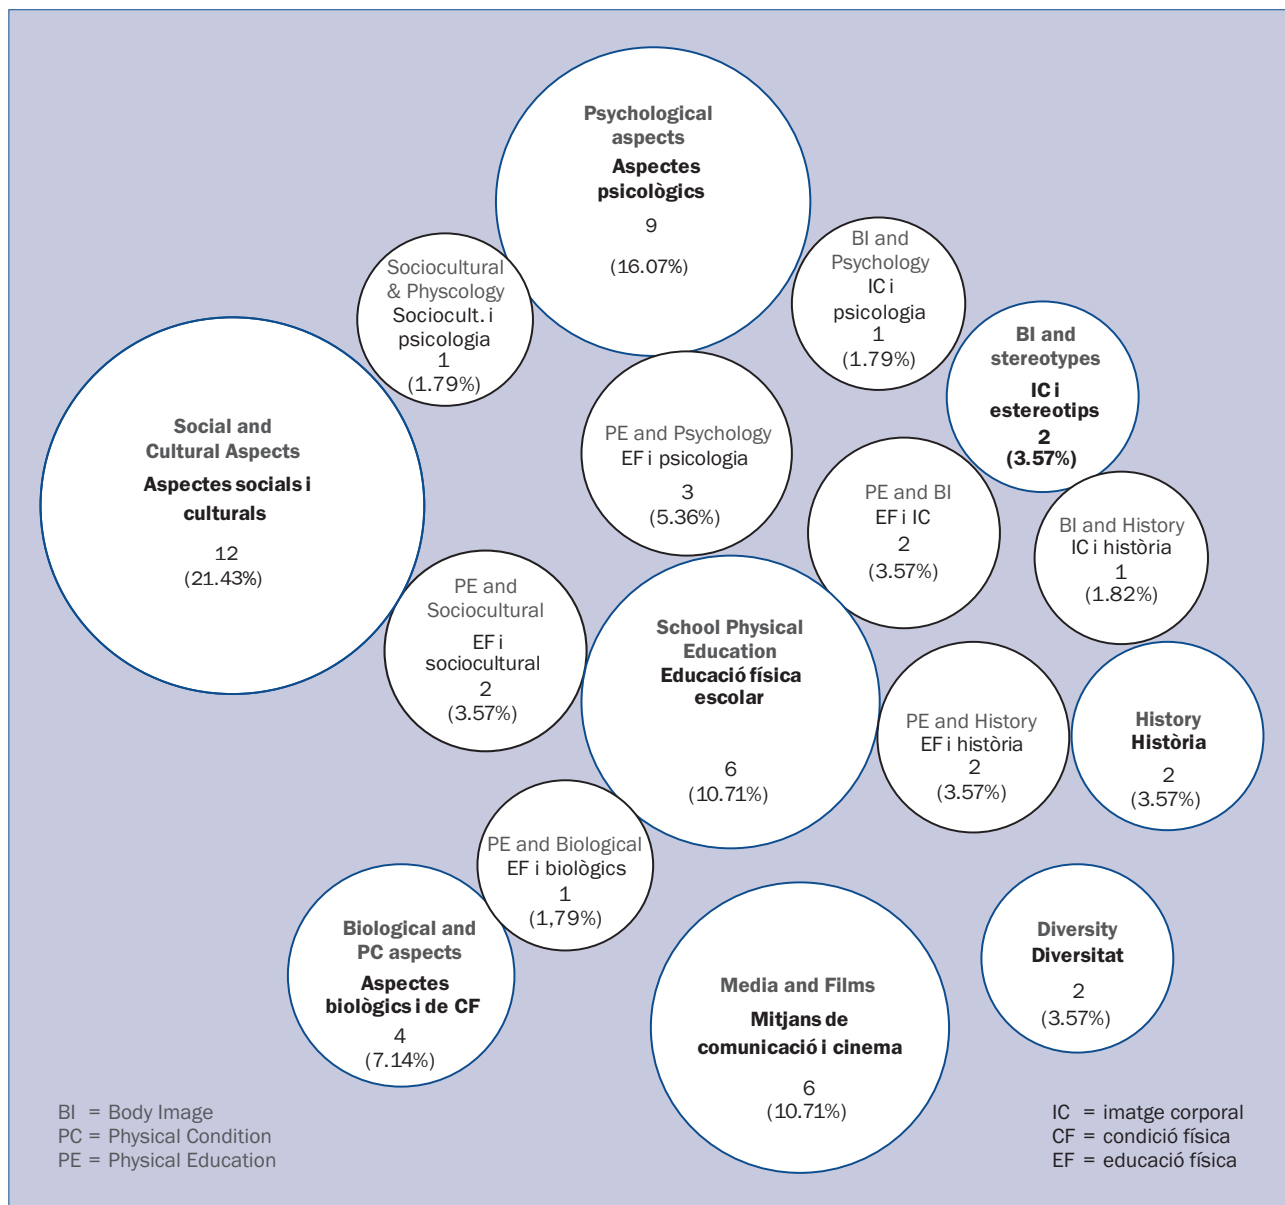 Psychological
aspects
Aspectes
psicològics
9
(16.07%)
Sociocultural
& Physcology
Sociocult. i
psicologia
1
(1.79%)
BI and
Psychology
IC i
psicologia
1
(1.79%)
BI and
stereotypes
IC i
estereotips
2
(3.57%)
Social and
Cultural Aspects
Aspectes socials i
culturals
12
(21.43%)
PE and Psychology
EF i psicologia
3
(5.36%)
PE and BI
EF i IC
2
(3.57%)
BI and History
IC i història
1
(1.82%)
PE and
Sociocultural
EF i
sociocultural
2
(3.57%)
School Physical
Education
Educació física
escolar
6
(10.71%)
PE and History
EF i història
2
(3.57%)
History
Història
2
(3.57%)
PE and Biological
EF i biològics
1
(1,79%)
Biological and
PC aspects
Aspectes
biològics i de CF
4
(7.14%)
Media and Films
Mitjans de
comunicació i cinema
6
(10.71%)
Diversity
Diversitat
2
(3.57%)
BI = Body Image
PC = Physical Condition
PE = Physical Education
IC = imatge corporal
CF = condició física
EF = educació física